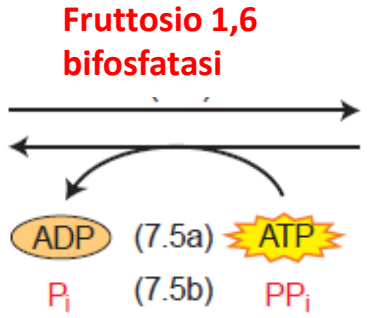 Fruttosio 1,6
bifosfatasi
ADP (7.5a) ATP
Pi (7.5b) PPi